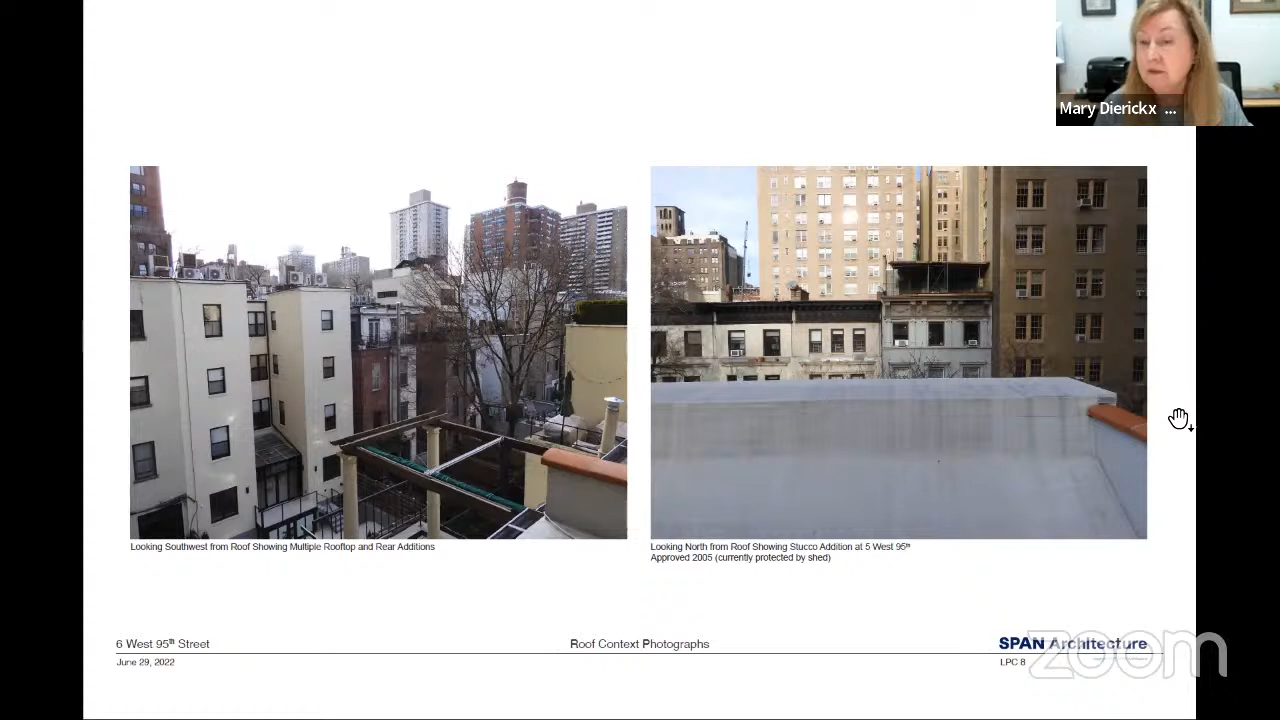 Mary Dierickx ...
Looking Southwest from Roof Showing Multiple Rooftop and Rear Additions
Looking North from Roof Showing Stucco Addition at 5 West 95th
Approved 2005 (currently protected by shed)
6 West 95th Street
Roof Context Photographs
SPAN Architecture
June 29, 2022
LPC 8
zoom